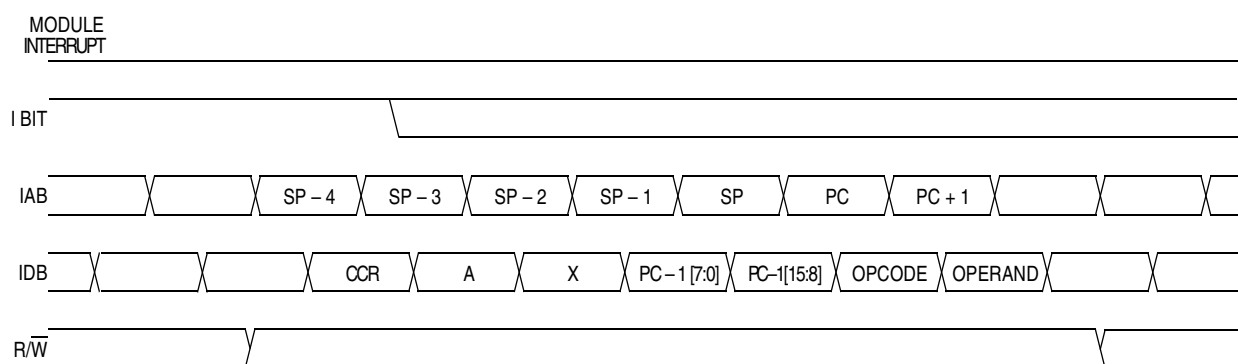 MODULE
INTERRUPT
I BIT
IAB SP – 4 SP – 3 SP – 2 SP – 1 SP PC PC + 1
IDB CCR A X PC – 1 [7:0] PC–1[15:8] OPCODE OPERAND
R/W̅